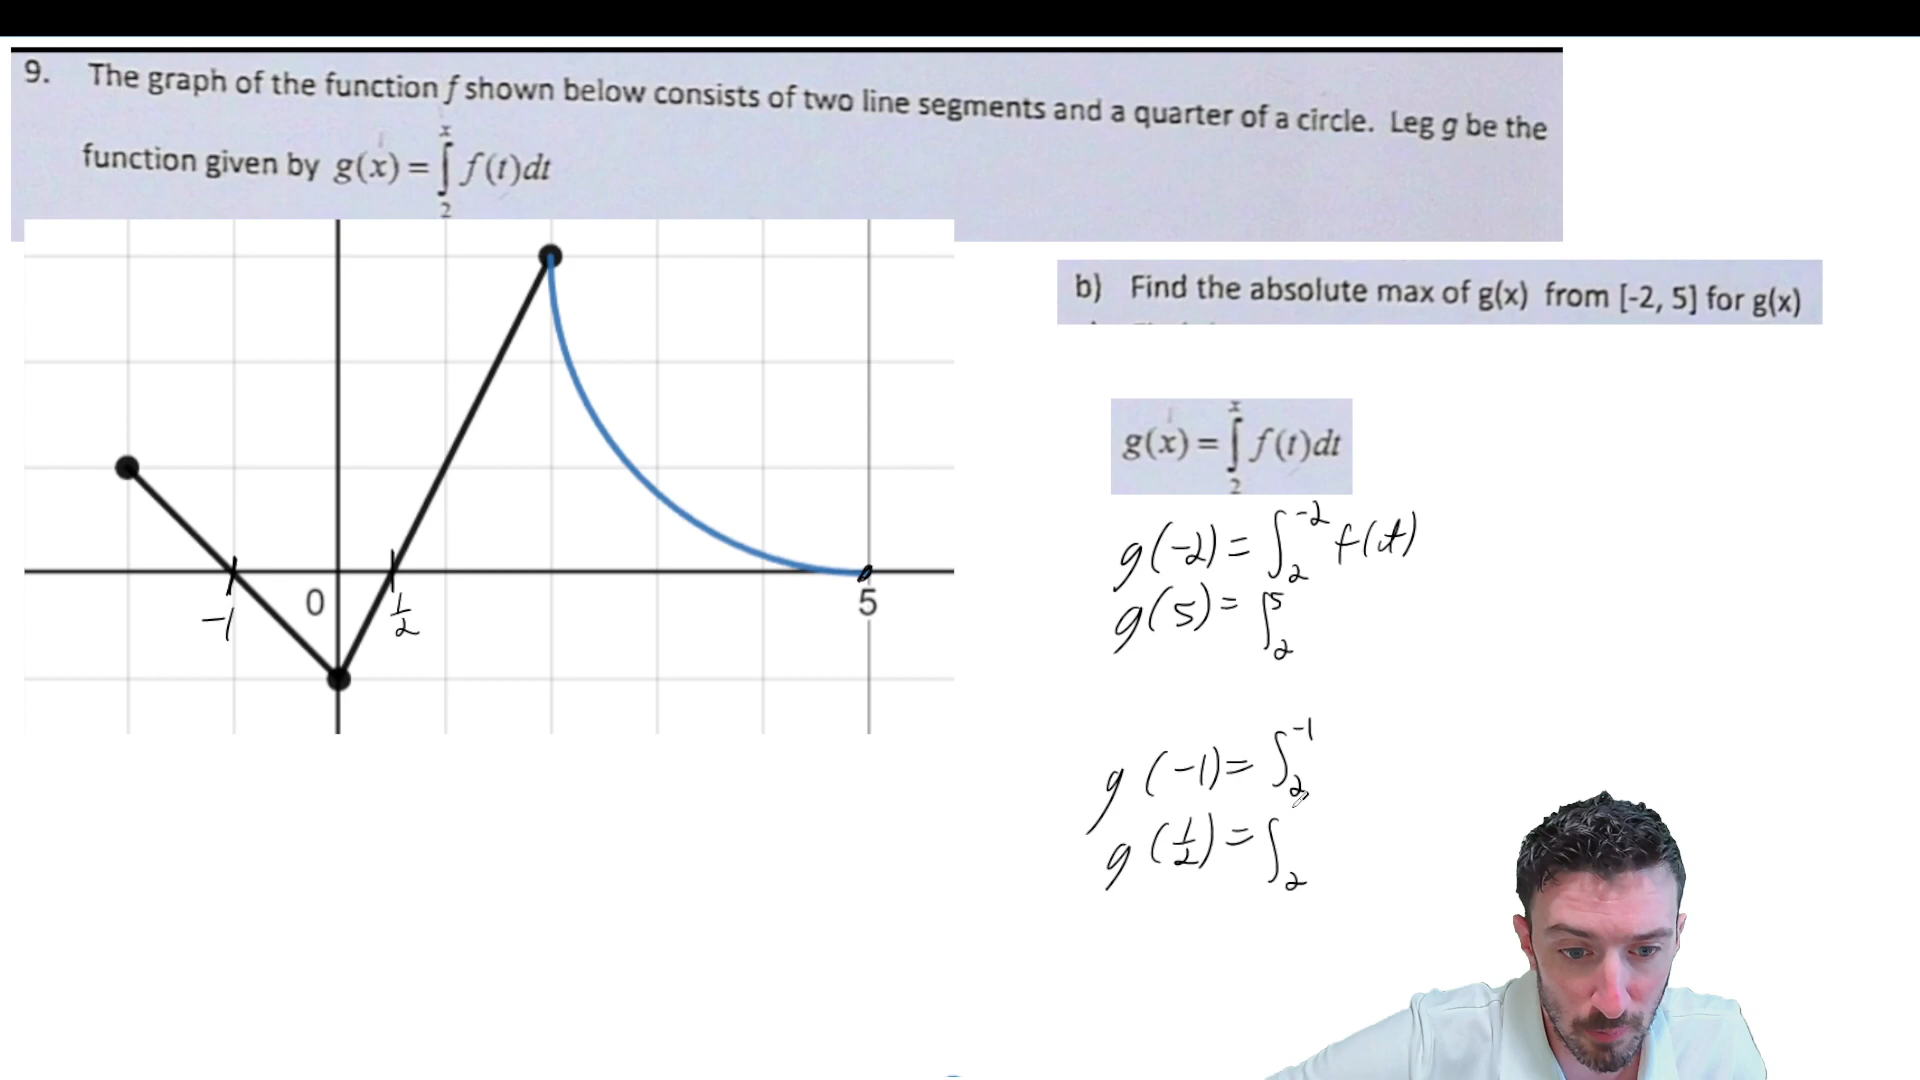 9. The graph of the function f shown below consists of two line segments and a quarter of a circle. Leg g be the
function given by g(x) = ∫₂ˣ f(t)dt
b) Find the absolute max of g(x) from [-2, 5] for g(x)
g(x) = ∫₂ˣ f(t)dt
g(-2) = ∫₂⁻² f(t)
g(5) = ∫₂⁵
0
5
-1
1/2
g(-1) = ∫₂⁻¹
g(1/2) = ∫₂